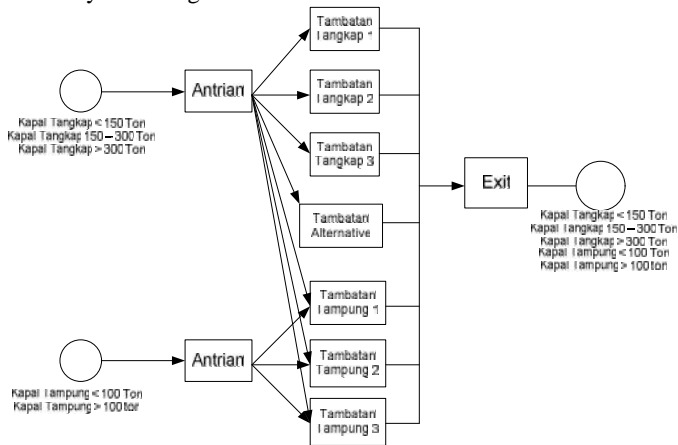 Tambatan
Tangkap 1
Kapal Tangkap < 150 Ton
Kapal Tangkap 150 – 300 Ton
Kapal Tangkap > 300 Ton
Antrian
Tambatan
Tangkap 2
Tambatan
Tangkap 3
Tambatan
Alternative
Exit
Kapal Tangkap < 150 Ton
Kapal Tangkap 150 – 300 Ton
Kapal Tangkap > 300 Ton
Kapal Tampung < 100 Ton
Kapal Tampung > 100 ton
Tambatan
Tampung 1
Kapal Tampung < 100 Ton
Kapal Tampung > 100 ton
Antrian
Tambatan
Tampung 2
Tambatan
Tampung 3